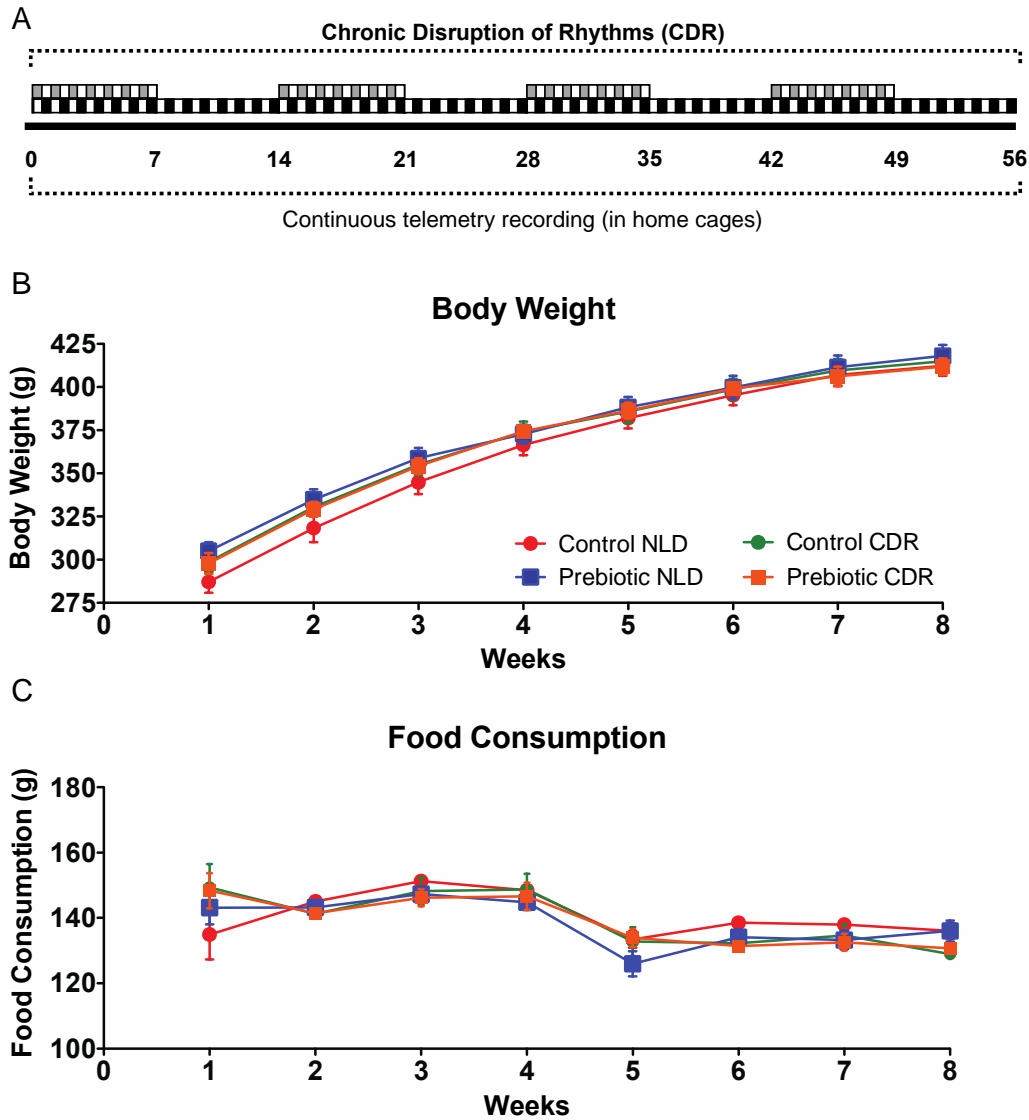 A
Chronic Disruption of Rhythms (CDR)
0 7 14 21 28 35 42 49 56
Continuous telemetry recording (in home cages)
B
Body Weight
Body Weight (g)
425
400
375
350
325
300
275
Control NLD Control CDR
Prebiotic NLD Prebiotic CDR
0 1 2 3 4 5 6 7 8
Weeks
C
Food Consumption
Food Consumption (g)
180
160
140
120
100
0 1 2 3 4 5 6 7 8
Weeks